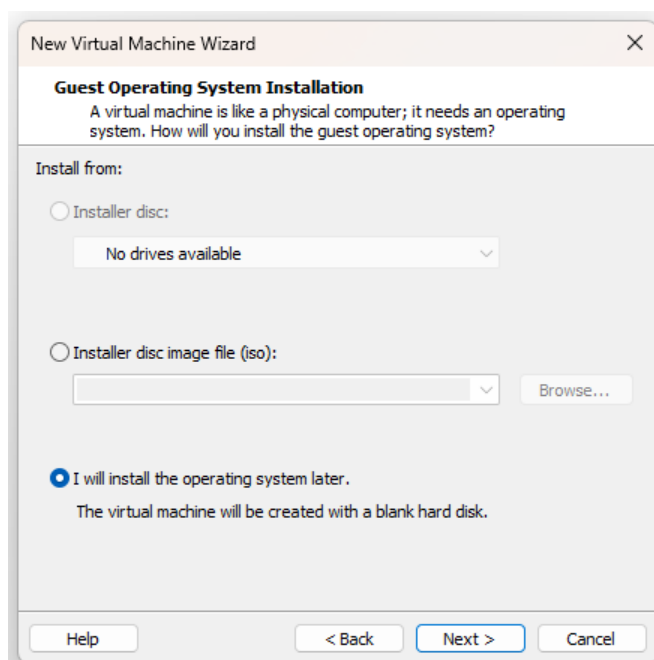 New Virtual Machine Wizard
Guest Operating System Installation
A virtual machine is like a physical computer; it needs an operating
system. How will you install the guest operating system?
Install from:
Installer disc:
No drives available
Installer disc image file (iso):
Browse...
I will install the operating system later.
The virtual machine will be created with a blank hard disk.
Help
< Back
Next >
Cancel